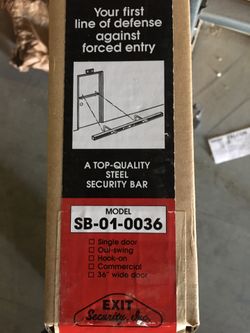 Your first
line of defense
against
forced entry
A TOP-QUALITY
STEEL
SECURITY BAR
MODEL
SB-01-0036
Single door
Out-swing
Hook-on
Commercial
36" wide door
EXIT
Security, Inc.